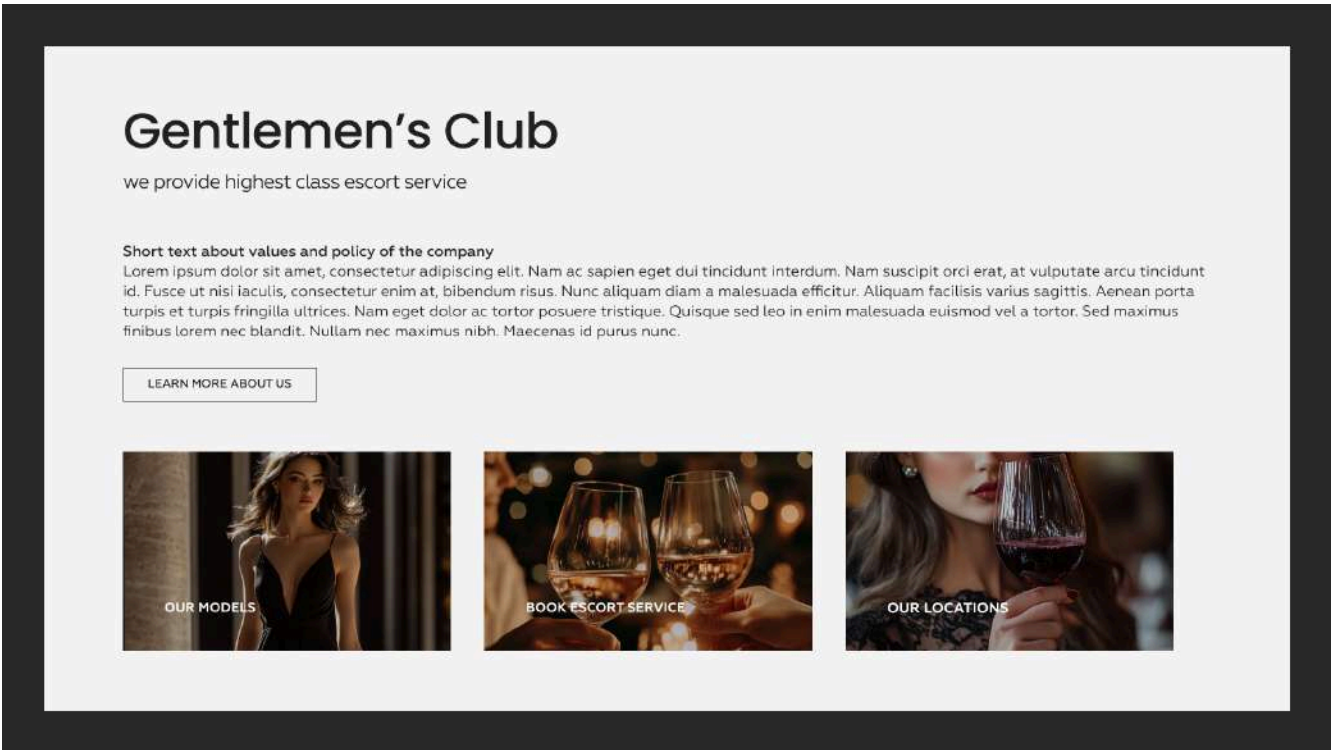 Gentlemen's Club
we provide highest class escort service
Short text about values and policy of the company
Lorem ipsum dolor sit amet, consectetur adipiscing elit. Nam ac sapien eget dui tincidunt interdum. Nam suscipit orci erat, at vulputate arcu tincidunt
id. Fusce ut nisi iaculis, consectetur enim at, bibendum risus. Nunc aliquam diam a malesuada efficitur. Aliquam facilisis varius sagittis. Aenean porta
turpis et turpis fringilla ultrices. Nam eget dolor ac tortor posuere tristique. Quisque sed leo in enim malesuada euismod vel a tortor. Sed maximus
finibus lorem nec blandit. Nullam nec maximus nibh. Maecenas id purus nunc.
LEARN MORE ABOUT US
OUR MODELS
BOOK ESCORT SERVICE
OUR LOCATIONS